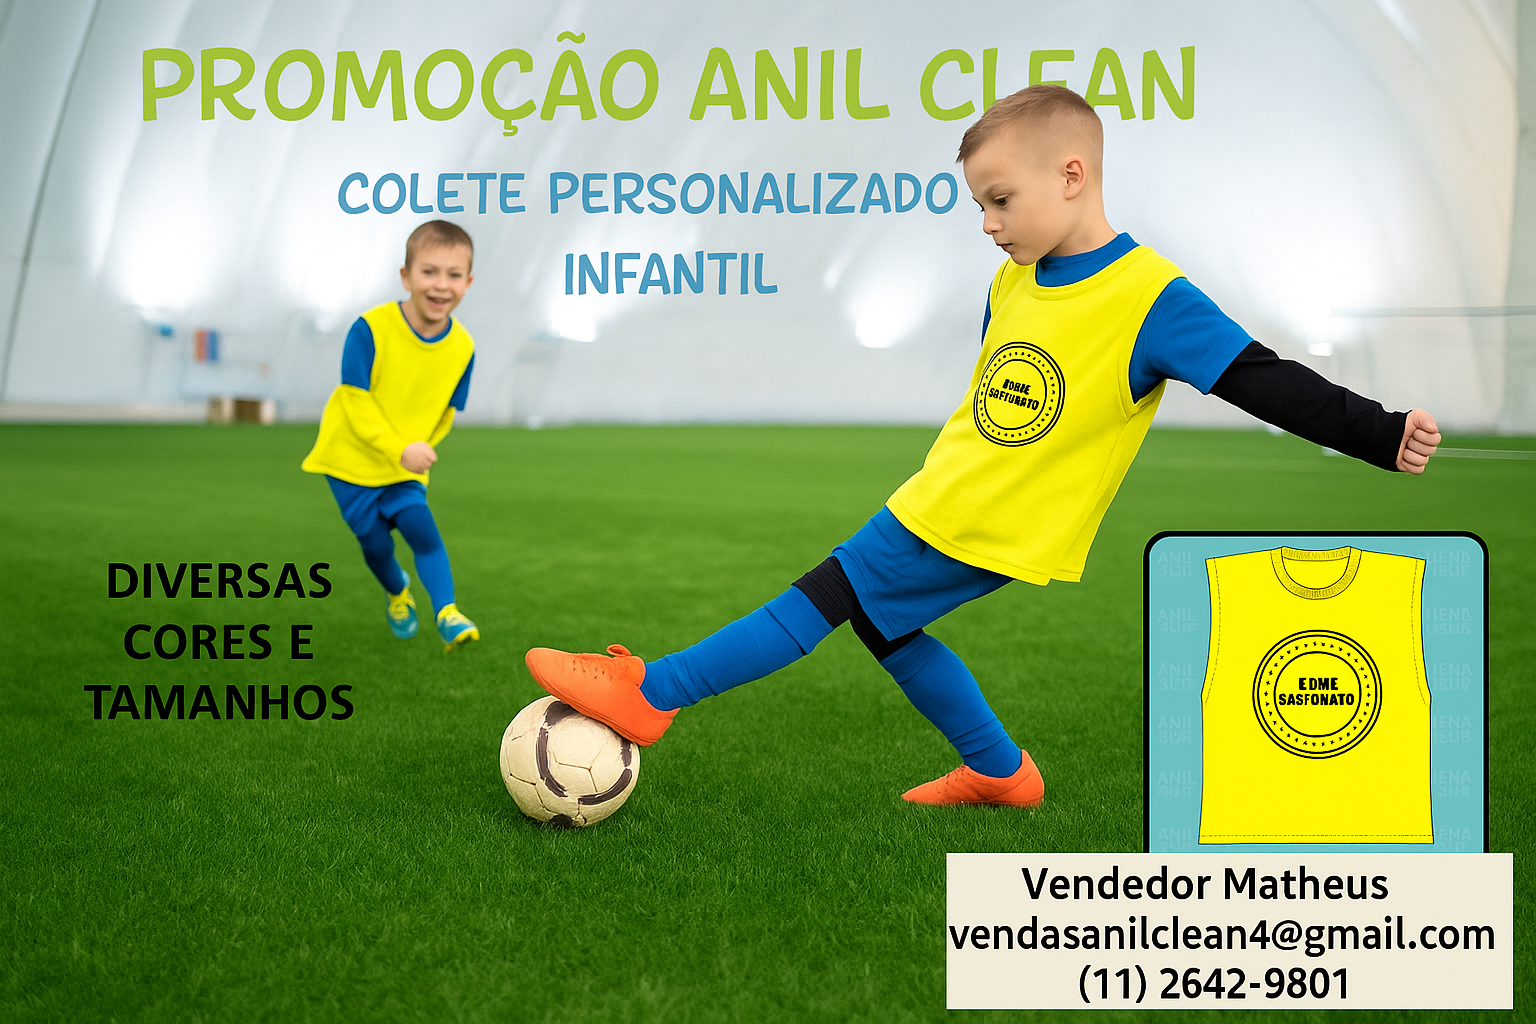 PROMOÇÃO ANIL CLEAN
COLETE PERSONALIZADO
INFANTIL
DIVERSAS
CORES E
TAMANHOS
EDME
SASFONATO
Vendedor Matheus
vendasanilclean4@gmail.com
(11) 2642-9801